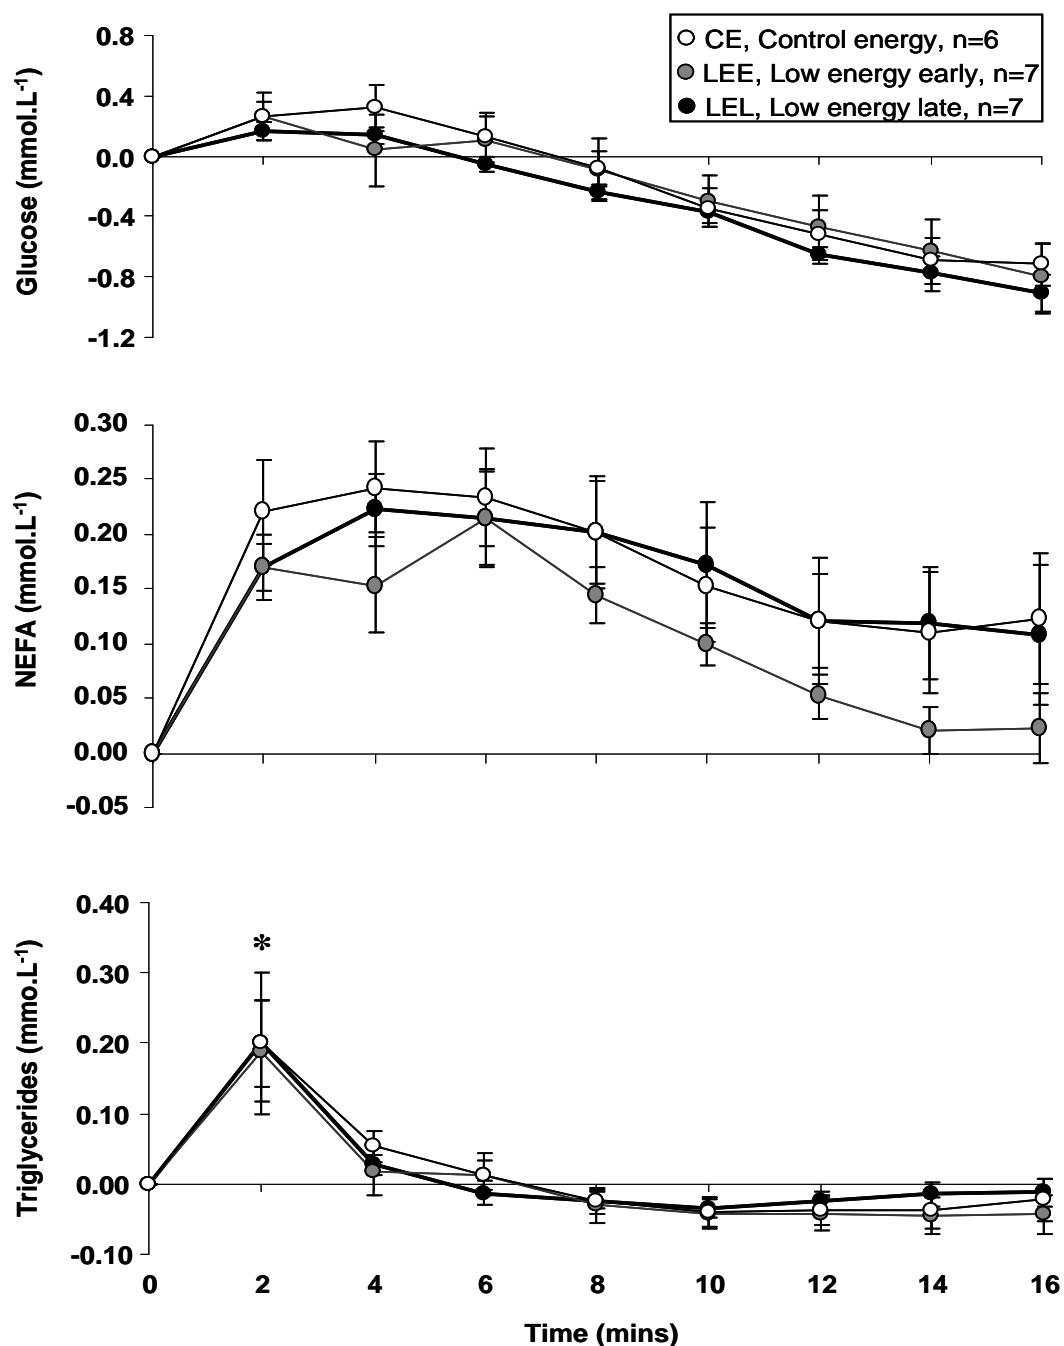 CE, Control energy, n=6
LEE, Low energy early, n=7
LEL, Low energy late, n=7
Glucose (mmol.L-1)
0.8
0.4
0.0
-0.4
-0.8
-1.2
NEFA (mmol.L-1)
0.30
0.25
0.20
0.15
0.10
0.05
0.00
-0.05
Triglycerides (mmo.L-1)
0.40
0.30
0.20
0.10
0.00
-0.10
*
0 2 4 6 8 10 12 14 16
Time (mins)